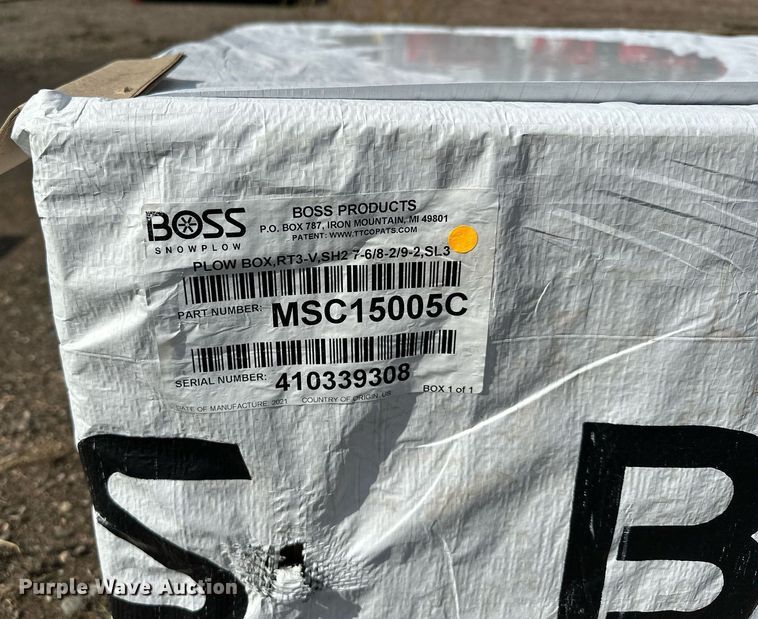 BOSS
SNOWPLOW
BOSS PRODUCTS
P.O. BOX 787, IRON MOUNTAIN, MI 49801
PATENT: WWW.TTCOPATS.COM
PLOW BOX,RT3-V,SH2 7-6/8-2/9-2,SL3
PART NUMBER: MSC15005C
SERIAL NUMBER: 410339308
BOX 1 of 1
DATE OF MANUFACTURE: 2021 COUNTRY OF ORIGIN: US
S B
Purple Wave Auction